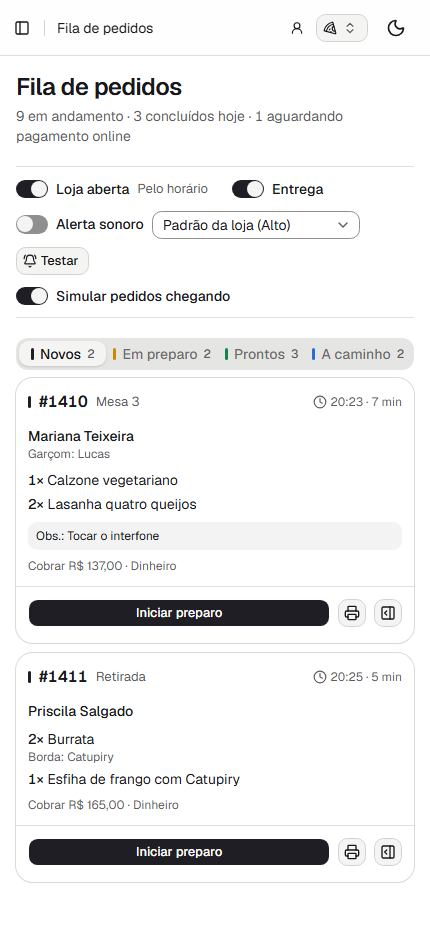 Fila de pedidos
Fila de pedidos
9 em andamento · 3 concluídos hoje · 1 aguardando
pagamento online
Loja aberta Pelo horário Entrega
Alerta sonoro Padrão da loja (Alto)
Testar
Simular pedidos chegando
Novos 2 Em preparo 2 Prontos 3 A caminho 2
#1410 Mesa 3 20:23 · 7 min
Mariana Teixeira
Garçom: Lucas
1× Calzone vegetariano
2× Lasanha quatro queijos
Obs.: Tocar o interfone
Cobrar R$ 137,00 · Dinheiro
Iniciar preparo
#1411 Retirada 20:25 · 5 min
Priscila Salgado
2× Burrata
Borda: Catupiry
1× Esfiha de frango com Catupiry
Cobrar R$ 165,00 · Dinheiro
Iniciar preparo